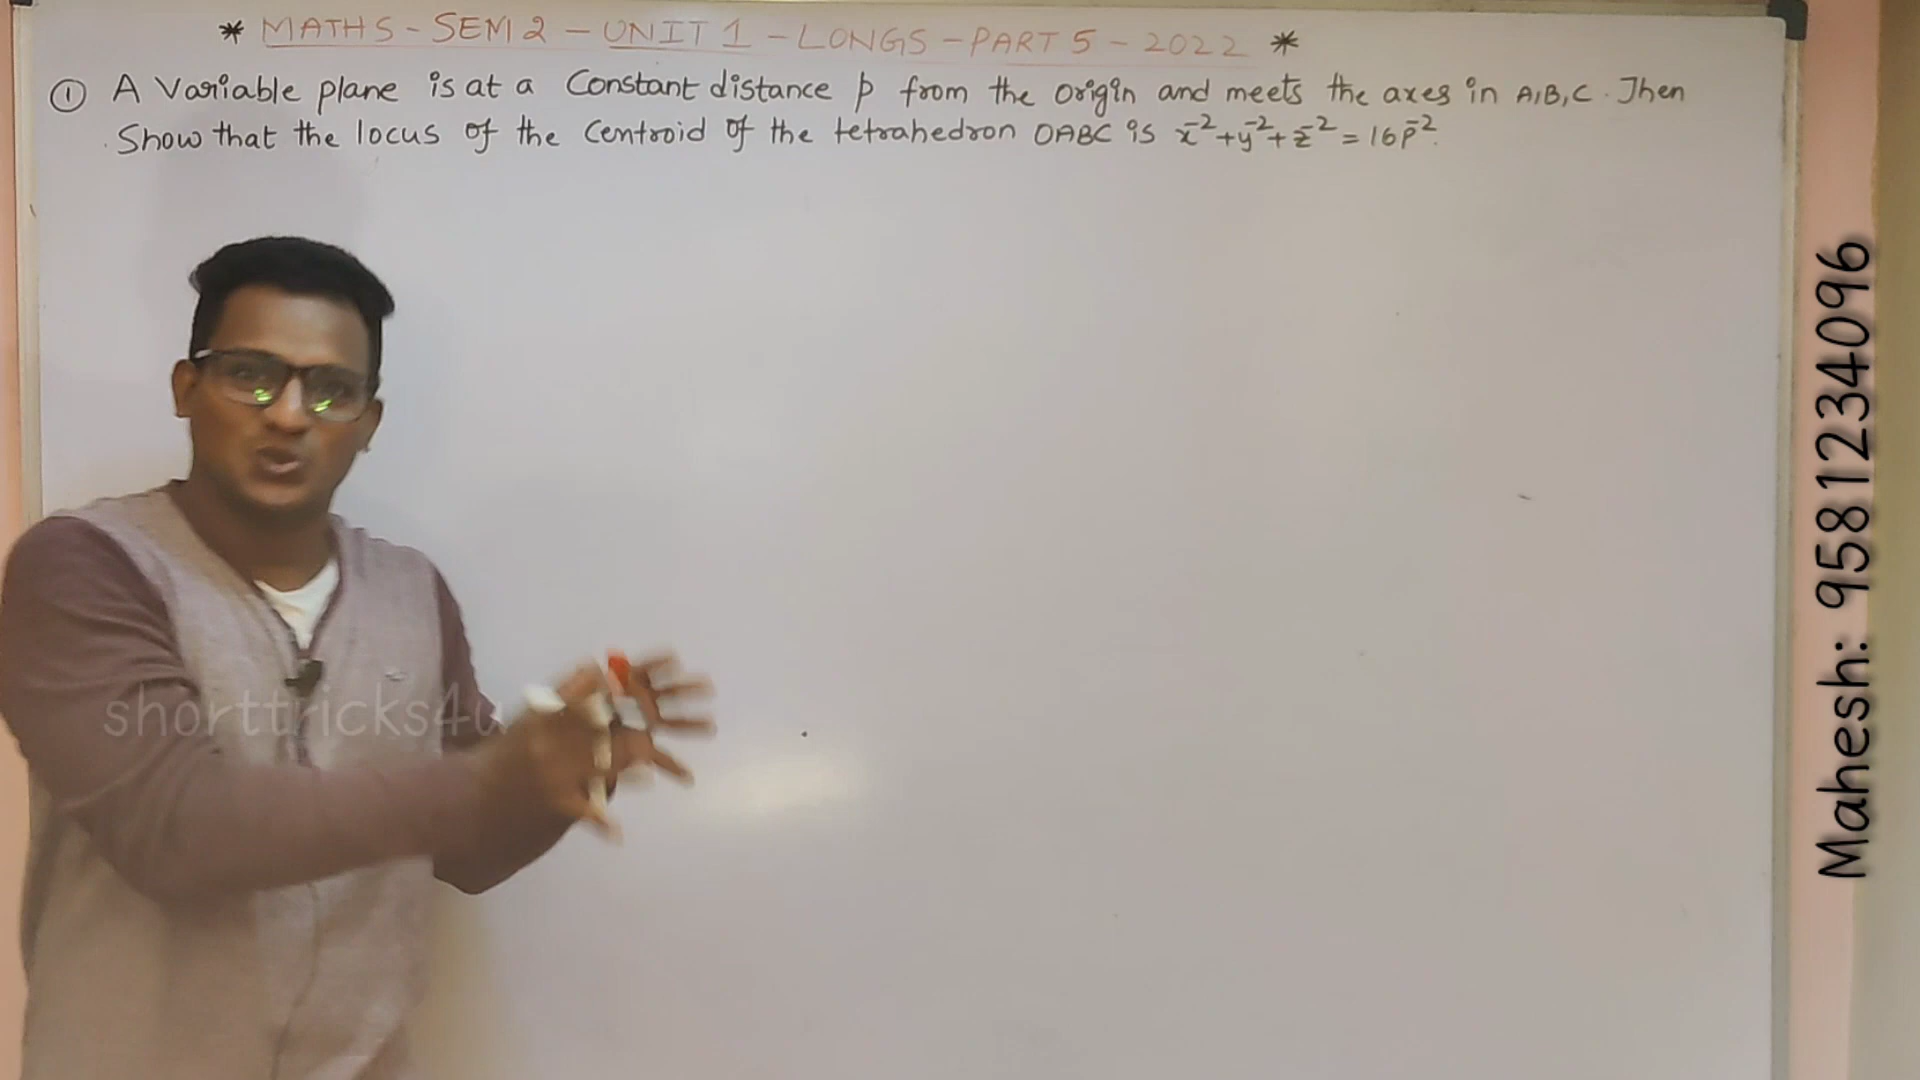 * MATHS - SEM 2 - UNIT 1 - LONGS - PART 5 - 2022 *
① A Variable plane is at a Constant distance p from the origin and meets the axes in A,B,C. Then
Show that the locus of the Centroid of the tetrahedron OABC is x⁻²+y⁻²+z⁻² = 16p⁻².
shorttricks4u
Mahesh: 9581234096